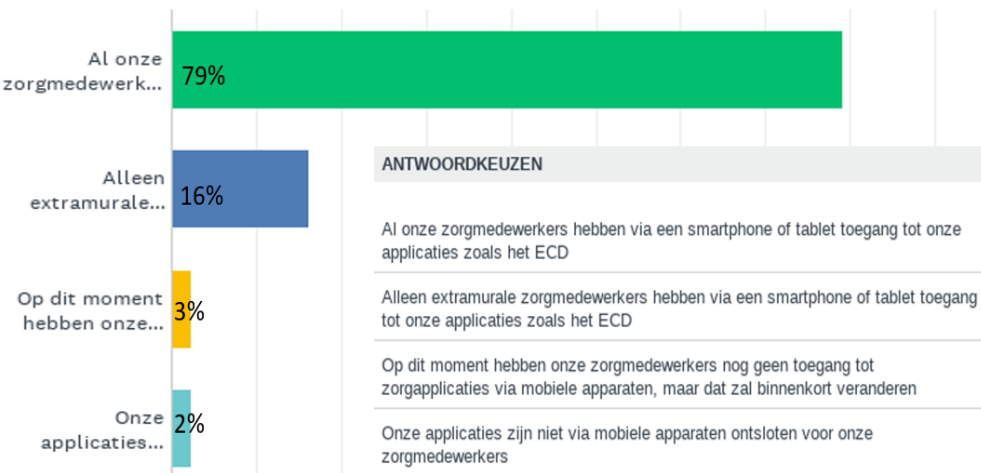 Al onze
zorgmedewerk...
79%
Alleen
extramurale...
16%
Op dit moment
hebben onze...
3%
Onze
applicaties...
2%
ANTWOORDKEUZEN
Al onze zorgmedewerkers hebben via een smartphone of tablet toegang tot onze
applicaties zoals het ECD
Alleen extramurale zorgmedewerkers hebben via een smartphone of tablet toegang
tot onze applicaties zoals het ECD
Op dit moment hebben onze zorgmedewerkers nog geen toegang tot
zorgapplicaties via mobiele apparaten, maar dat zal binnenkort veranderen
Onze applicaties zijn niet via mobiele apparaten ontsloten voor onze
zorgmedewerkers